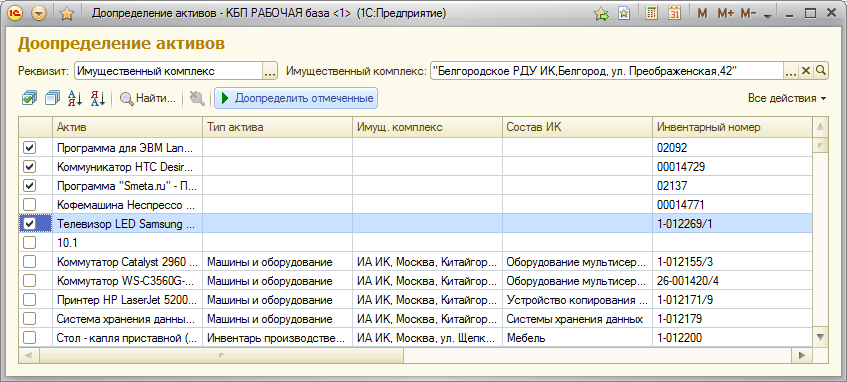 Доопределение активов - КБП РАБОЧАЯ база <1> (1С:Предприятие) M M+ M-
Доопределение активов
Реквизит: Имущественный комплекс ... Имущественный комплекс: "Белгородское РДУ ИК,Белгород, ул. Преображенская,42" ...
Найти... Доопределить отмеченные Все действия
Актив Тип актива Имущ. комплекс Состав ИК Инвентарный номер
Программа для ЭВМ Lan... 02092
Коммуникатор HTC Desir... 00014729
Программа "Smeta.ru" - П... 02137
Кофемашина Неспрессо 00014771
Телевизор LED Samsung ... 1-012269/1
10.1
Коммутатор Catalyst 2960 ... Машины и оборудование ИА ИК, Москва, Китайгор... Оборудование мультисер... 1-012155/3
Коммутатор WS-C3560G-... Машины и оборудование ИА ИК, Москва, Китайгор... Оборудование мультисер... 26-001420/4
Принтер HP LaserJet 5200... Машины и оборудование ИА ИК, Москва, Китайгор... Устройство копирования ... 1-012171/9
Система хранения данны... Машины и оборудование ИА ИК, Москва, Китайгор... Системы хранения данных 1-012179
Стол - капля приставной (... Инвентарь производстве... ИА ИК, Москва, ул. Щепк... Мебель 1-012200